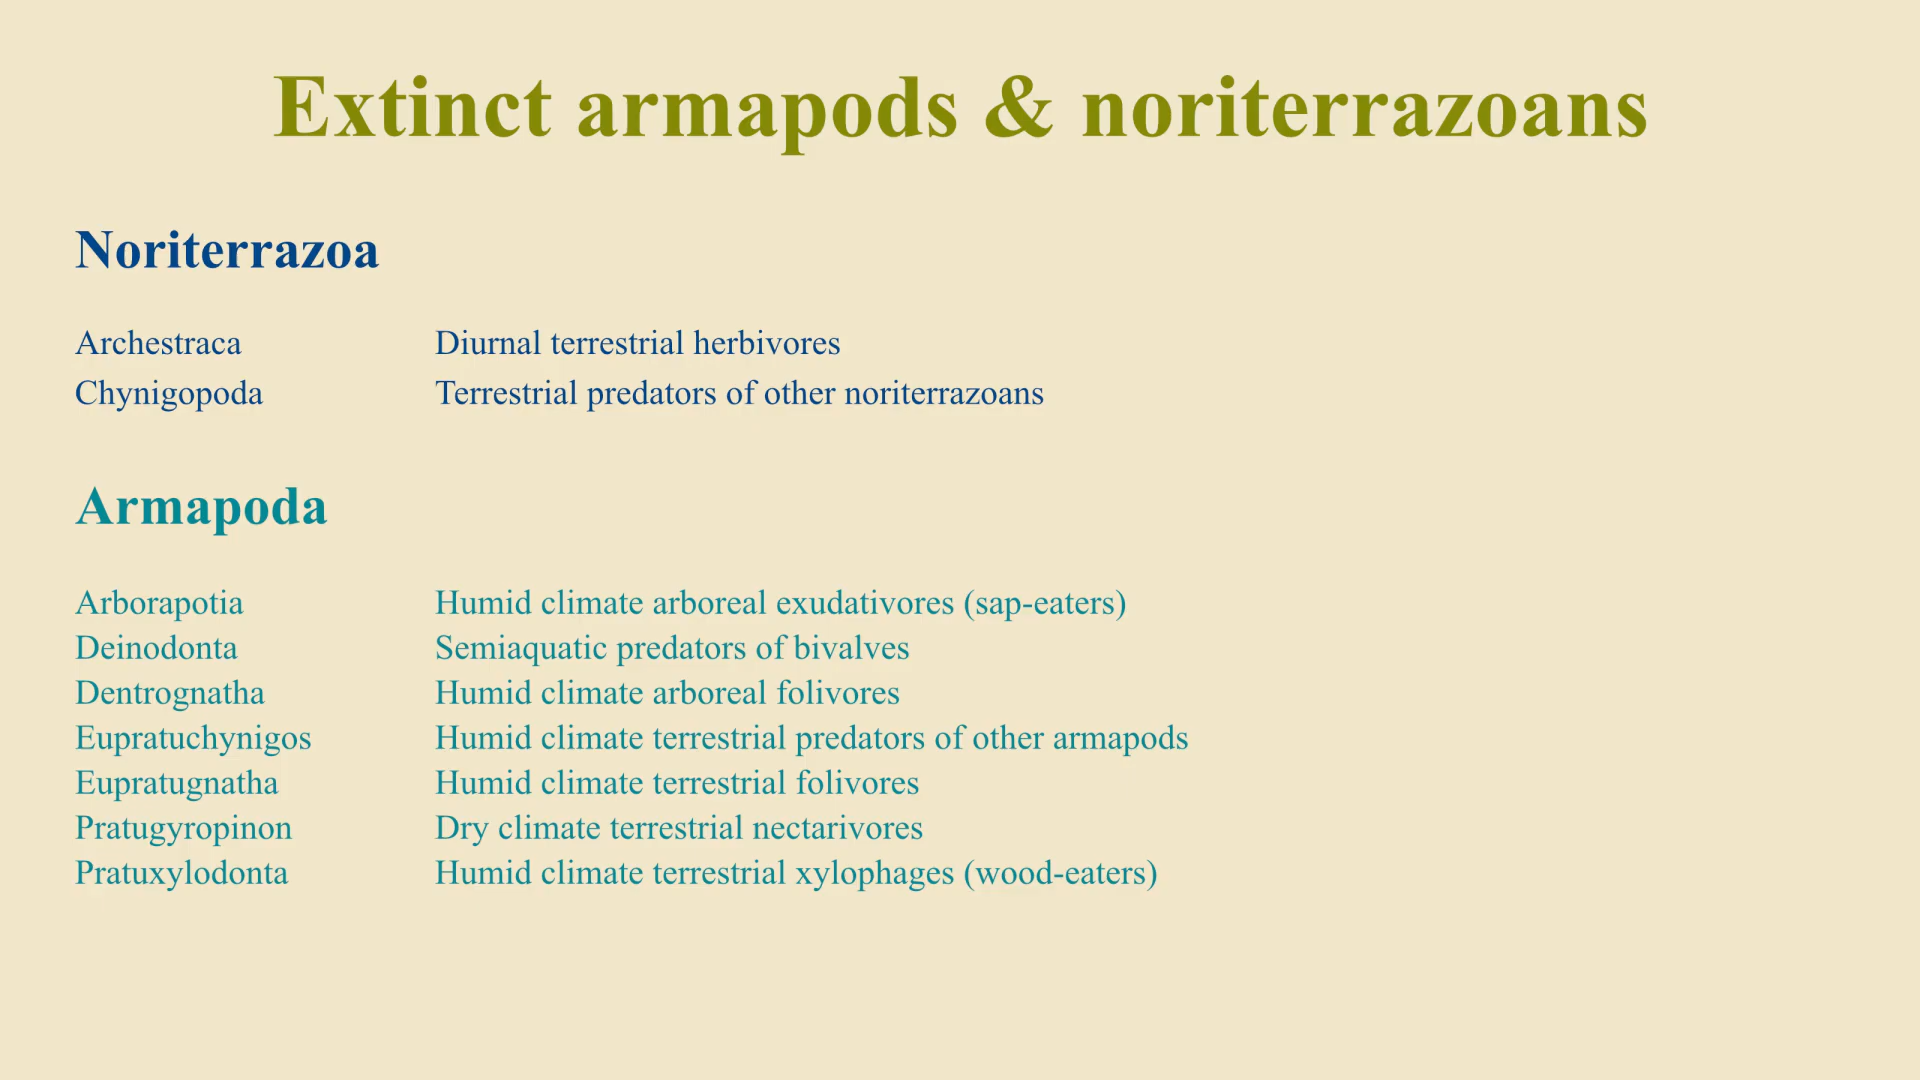 Extinct armapods & noriterrazoans
Noriterrazoa
Archestraca Diurnal terrestrial herbivores
Chynigopoda Terrestrial predators of other noriterrazoans
Armapoda
Arborapotia Humid climate arboreal exudativores (sap-eaters)
Deinodonta Semiaquatic predators of bivalves
Dentrognatha Humid climate arboreal folivores
Eupratuchynigos Humid climate terrestrial predators of other armapods
Eupratugnatha Humid climate terrestrial folivores
Pratugyropinon Dry climate terrestrial nectarivores
Pratuxylodonta Humid climate terrestrial xylophages (wood-eaters)